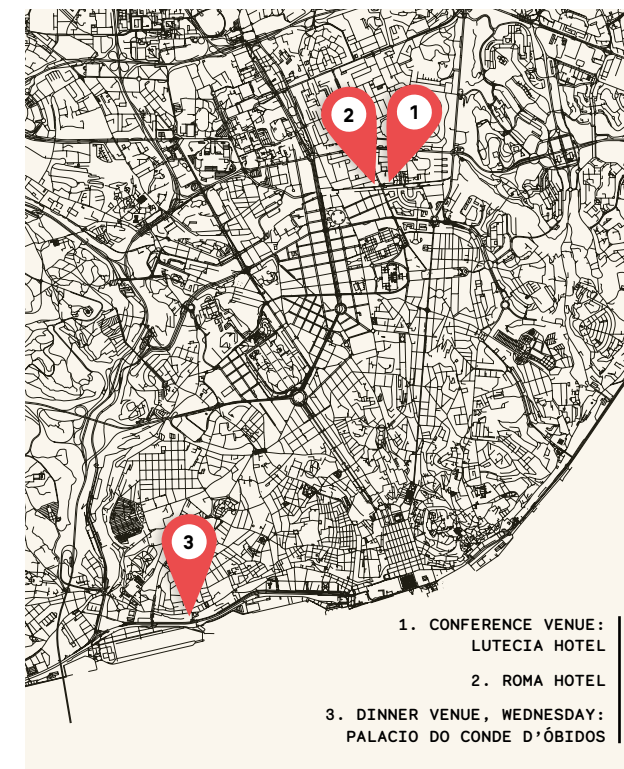 2
1
3
1. CONFERENCE VENUE:
LUTECIA HOTEL
2. ROMA HOTEL
3. DINNER VENUE, WEDNESDAY:
PALACIO DO CONDE D'ÓBIDOS